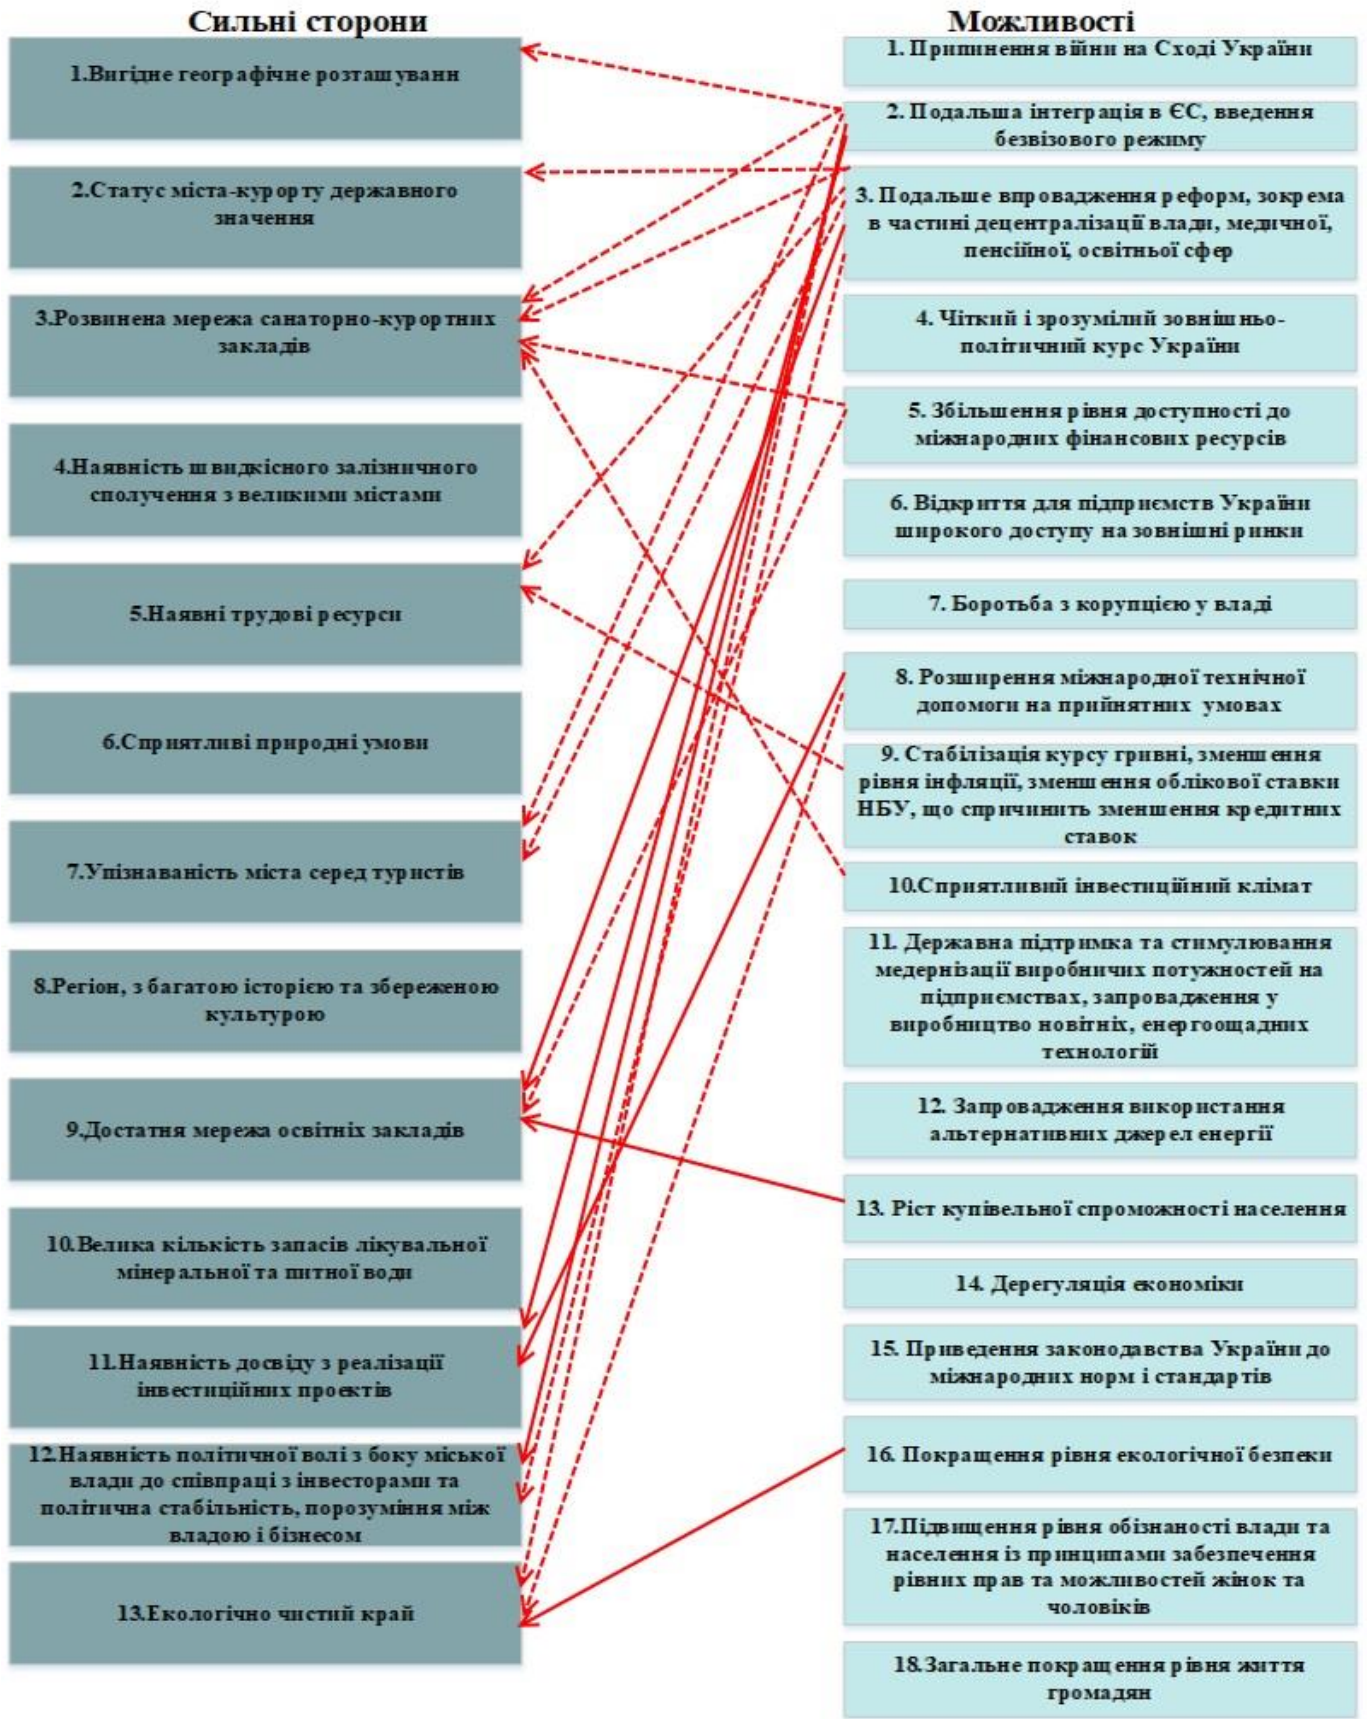 Сильні сторони
1.Вигідне географічне розташуванн
2.Статус міста-курорту державного
значення
3.Розвинена мережа санаторно-курортних
закладів
4.Наявність швидкісного залізничного
сполучення з великими містами
5.Наявні трудові ресурси
6.Сприятливі природні умови
7.Упізнаваність міста серед туристів
8.Регіон, з багатою історією та збереженою
культурою
9.Достатня мережа освітніх закладів
10.Велика кількість запасів лікувальної
мінеральної та питної води
11.Наявність досвіду з реалізації
інвестиційних проектів
12.Наявність політичної волі з боку міської
влади до співпраці з інвесторами та
політична стабільність, порозуміння між
владою і бізнесом
13.Екологічно чистий край
Можливості
1. Припинення війни на Сході України
2. Подальша інтеграція в ЄС, введення
безвізового режиму
3. Подальше впровадження реформ, зокрема
в частині децентралізації влади, медичної,
пенсійної, освітньої сфер
4. Чіткий і зрозумілий зовнішньо-
політичний курс України
5. Збільшення рівня доступності до
міжнародних фінансових ресурсів
6. Відкриття для підприємств України
широкого доступу на зовнішні ринки
7. Боротьба з корупцією у владі
8. Розширення міжнародної технічної
допомоги на прийнятних умовах
9. Стабілізація курсу гривні, зменшення
рівня інфляції, зменшення облікової ставки
НБУ, що спричинить зменшення кредитних
ставок
10.Сприятливий інвестиційний клімат
11. Державна підтримка та стимулювання
медернізації виробничих потужностей на
підприємствах, запровадження у
виробництво новітніх, енергоощадних
технологій
12. Запровадження використання
альтернативних джерел енергії
13. Ріст купівельної спроможності населення
14. Дерегуляція економіки
15. Приведення законодавства України до
міжнародних норм і стандартів
16. Покращення рівня екологічної безпеки
17.Підвищення рівня обізнаності влади та
населення із принципами забезпечення
рівних прав та можливостей жінок та
чоловіків
18.Загальне покращення рівня життя
громадян